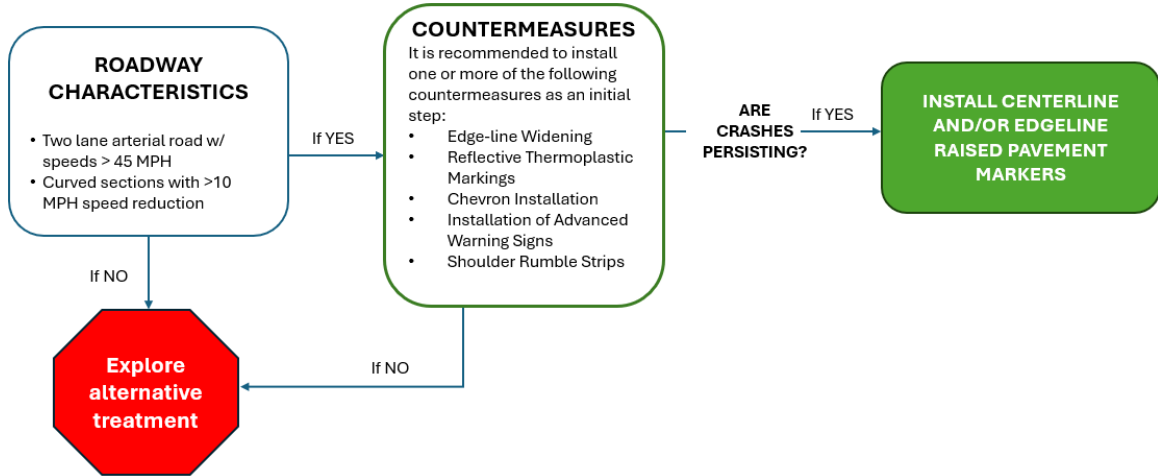 ROADWAY
CHARACTERISTICS
• Two lane arterial road w/
speeds > 45 MPH
• Curved sections with >10
MPH speed reduction
If YES
If NO
COUNTERMEASURES
It is recommended to install
one or more of the following
countermeasures as an initial
step:
• Edge-line Widening
• Reflective Thermoplastic
Markings
• Chevron Installation
• Installation of Advanced
Warning Signs
• Shoulder Rumble Strips
ARE
CRASHES
PERSISTING?
If YES
INSTALL CENTERLINE
AND/OR EDGELINE
RAISED PAVEMENT
MARKERS
If NO
Explore
alternative
treatment